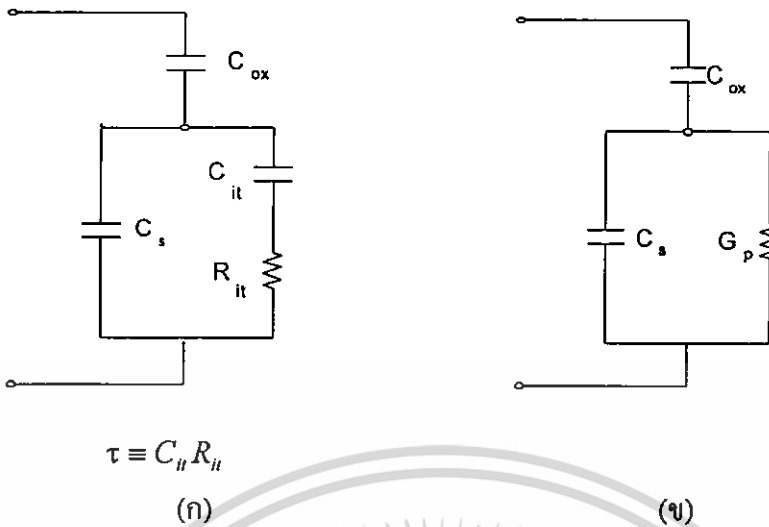 C ox
C it
C s
R it
τ ≡ C it R it
(ก)
C ox
C s
G p
(ข)